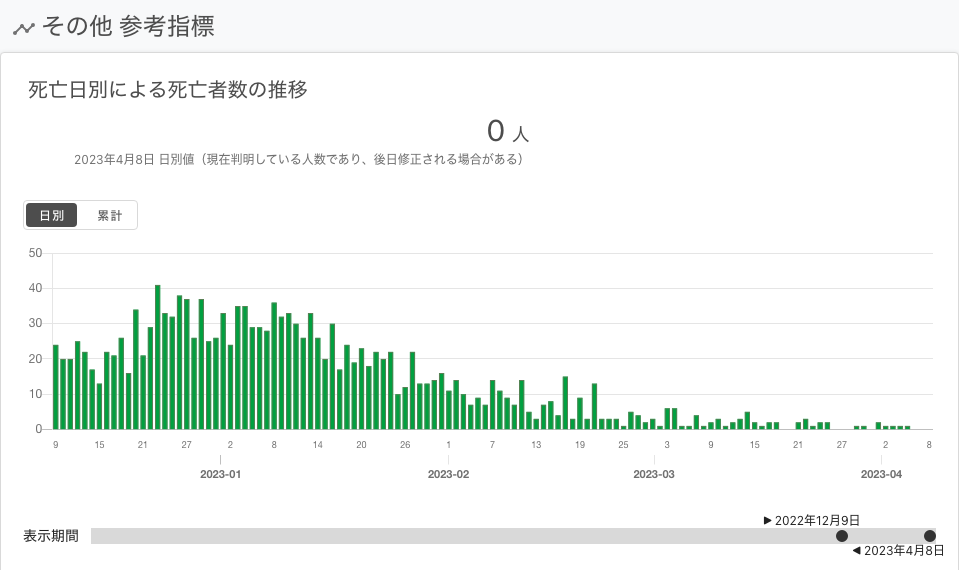 その他 参考指標
死亡日別による死亡者数の推移
0 人
2023年4月8日 日別値（現在判明している人数であり、後日修正される場合がある）
日別 累計
50
40
30
20
10
0
9 15 21 27 2 8 14 20 26 1 7 13 19 25 3 9 15 21 27 2 8
2023-01 2023-02 2023-03 2023-04
▶ 2022年12月9日
表示期間
◀ 2023年4月8日